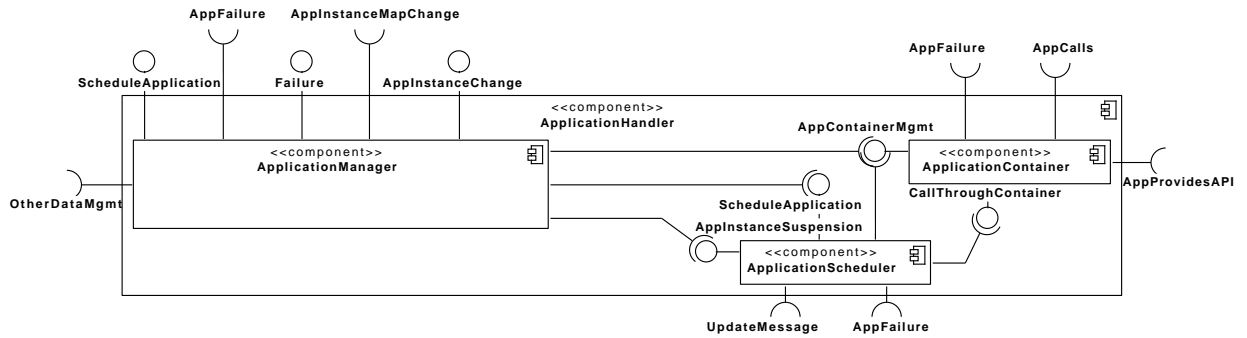 AppFailure
AppInstanceMapChange
AppFailure
AppCalls
ScheduleApplication
Failure
AppInstanceChange
<<component>>
ApplicationHandler
AppContainerMgmt
<<component>>
ApplicationManager
<<component>>
ApplicationContainer
OtherDataMgmt
AppProvidesAPI
CallThroughContainer
ScheduleApplication
AppInstanceSuspension
<<component>>
ApplicationScheduler
UpdateMessage
AppFailure